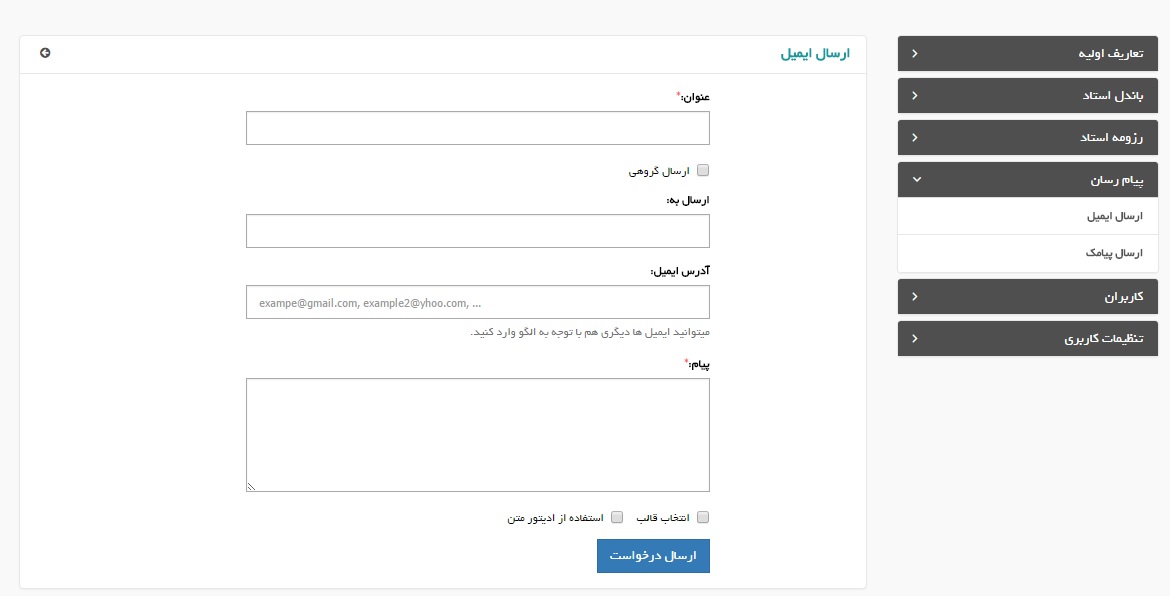 تعاریف اولیه
باندل استاد
رزومه استاد
پیام رسان
ارسال ایمیل
ارسال پیامک
کاربران
تنظیمات کاربری
ارسال ایمیل
عنوان:*
ارسال گروهی
ارسال به:
آدرس ایمیل:
exampe@gmail.com, example2@yhoo.com, ...
میتوانید ایمیل ها دیگری هم با توجه به الگو وارد کنید.
پیام:*
انتخاب قالب استفاده از ادیتور متن
ارسال درخواست